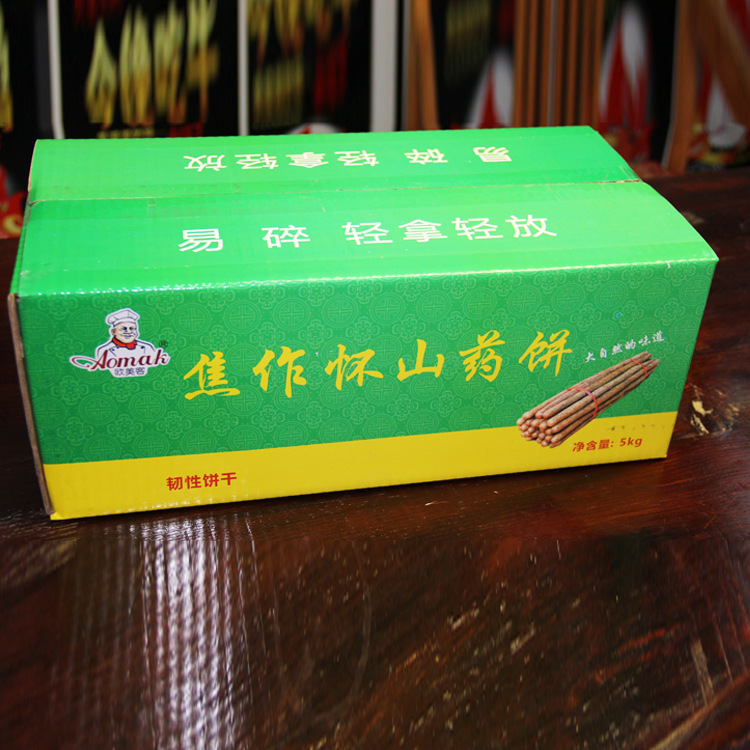 易 碎 轻拿轻放
易 碎 轻拿轻放
Aomak®
欧美客
焦作怀山药饼
大自然的味道
韧性饼干
净含量: 5kg